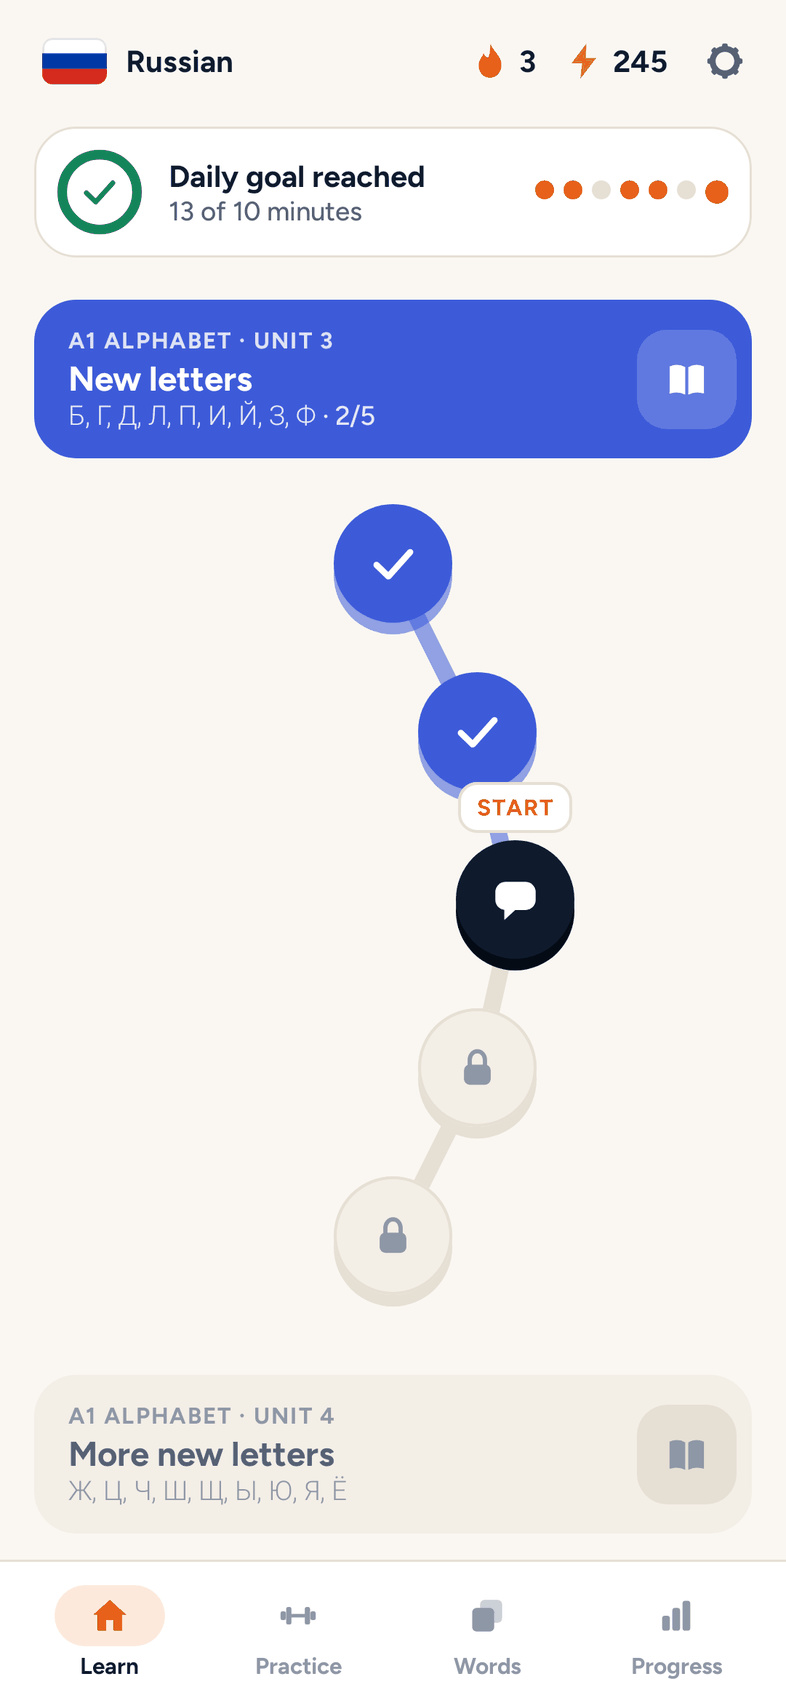 Russian
3
245
Daily goal reached
13 of 10 minutes
A1 ALPHABET · UNIT 3
New letters
Б, Г, Д, Л, П, И, Й, З, Ф · 2/5
START
A1 ALPHABET · UNIT 4
More new letters
Ж, Ц, Ч, Ш, Щ, Ы, Ю, Я, Ё
Learn
Practice
Words
Progress